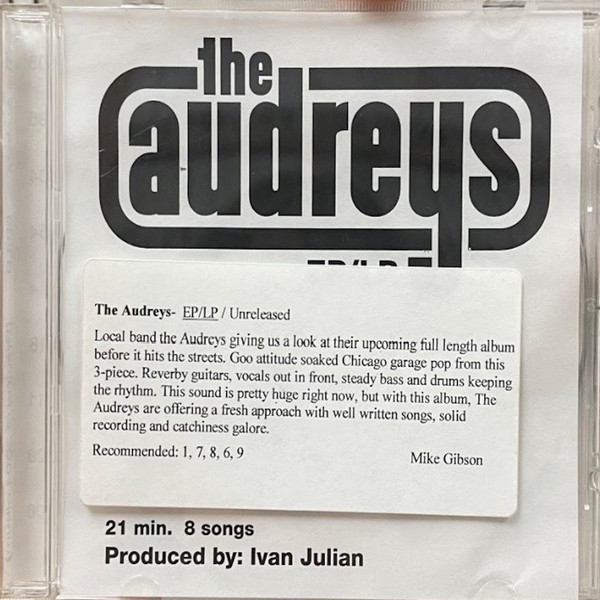 the
audreys
The Audreys- EP/LP / Unreleased
Local band the Audreys giving us a look at their upcoming full length album
before it hits the streets. Goo attitude soaked Chicago garage pop from this
3-piece. Reverby guitars, vocals out in front, steady bass and drums keeping
the rhythm. This sound is pretty huge right now, but with this album, The
Audreys are offering a fresh approach with well written songs, solid
recording and catchiness galore.
Recommended: 1, 7, 8, 6, 9 Mike Gibson
21 min. 8 songs
Produced by: Ivan Julian